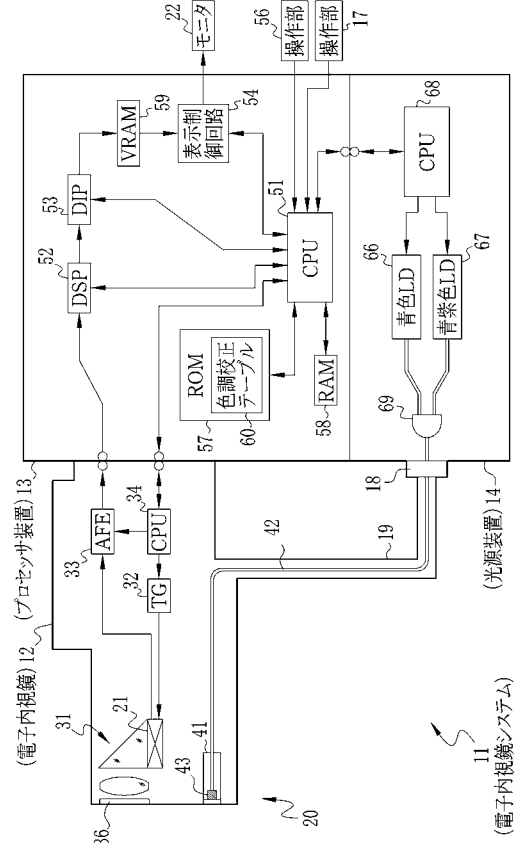 (電子内視鏡システム)
11
20
(電子内視鏡)12
36
31
21
43
41
32
TG
CPU
34
33
AFE
42
19
(プロセッサ装置)13
(光源装置)14
18
52
DSP
53
DIP
59
VRAM
54
表示制
御回路
22
モニタ
57
ROM
色調校正
テーブル
60
58
RAM
51
CPU
56
操作部
操作部
17
69
66
青色LD
青紫色LD
67
68
CPU